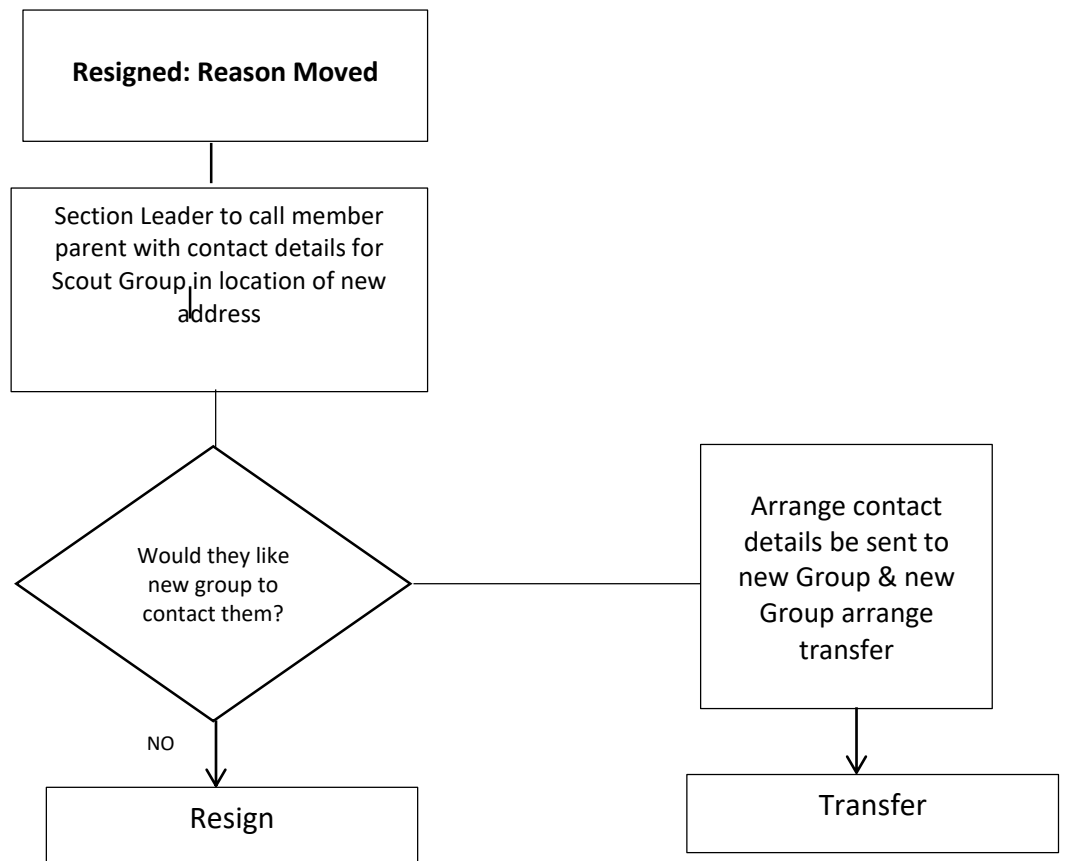 Resigned: Reason Moved
Section Leader to call member
parent with contact details for
Scout Group in location of new
address
Would they like
new group to
contact them?
Arrange contact
details be sent to
new Group & new
Group arrange
transfer
NO
Resign
Transfer